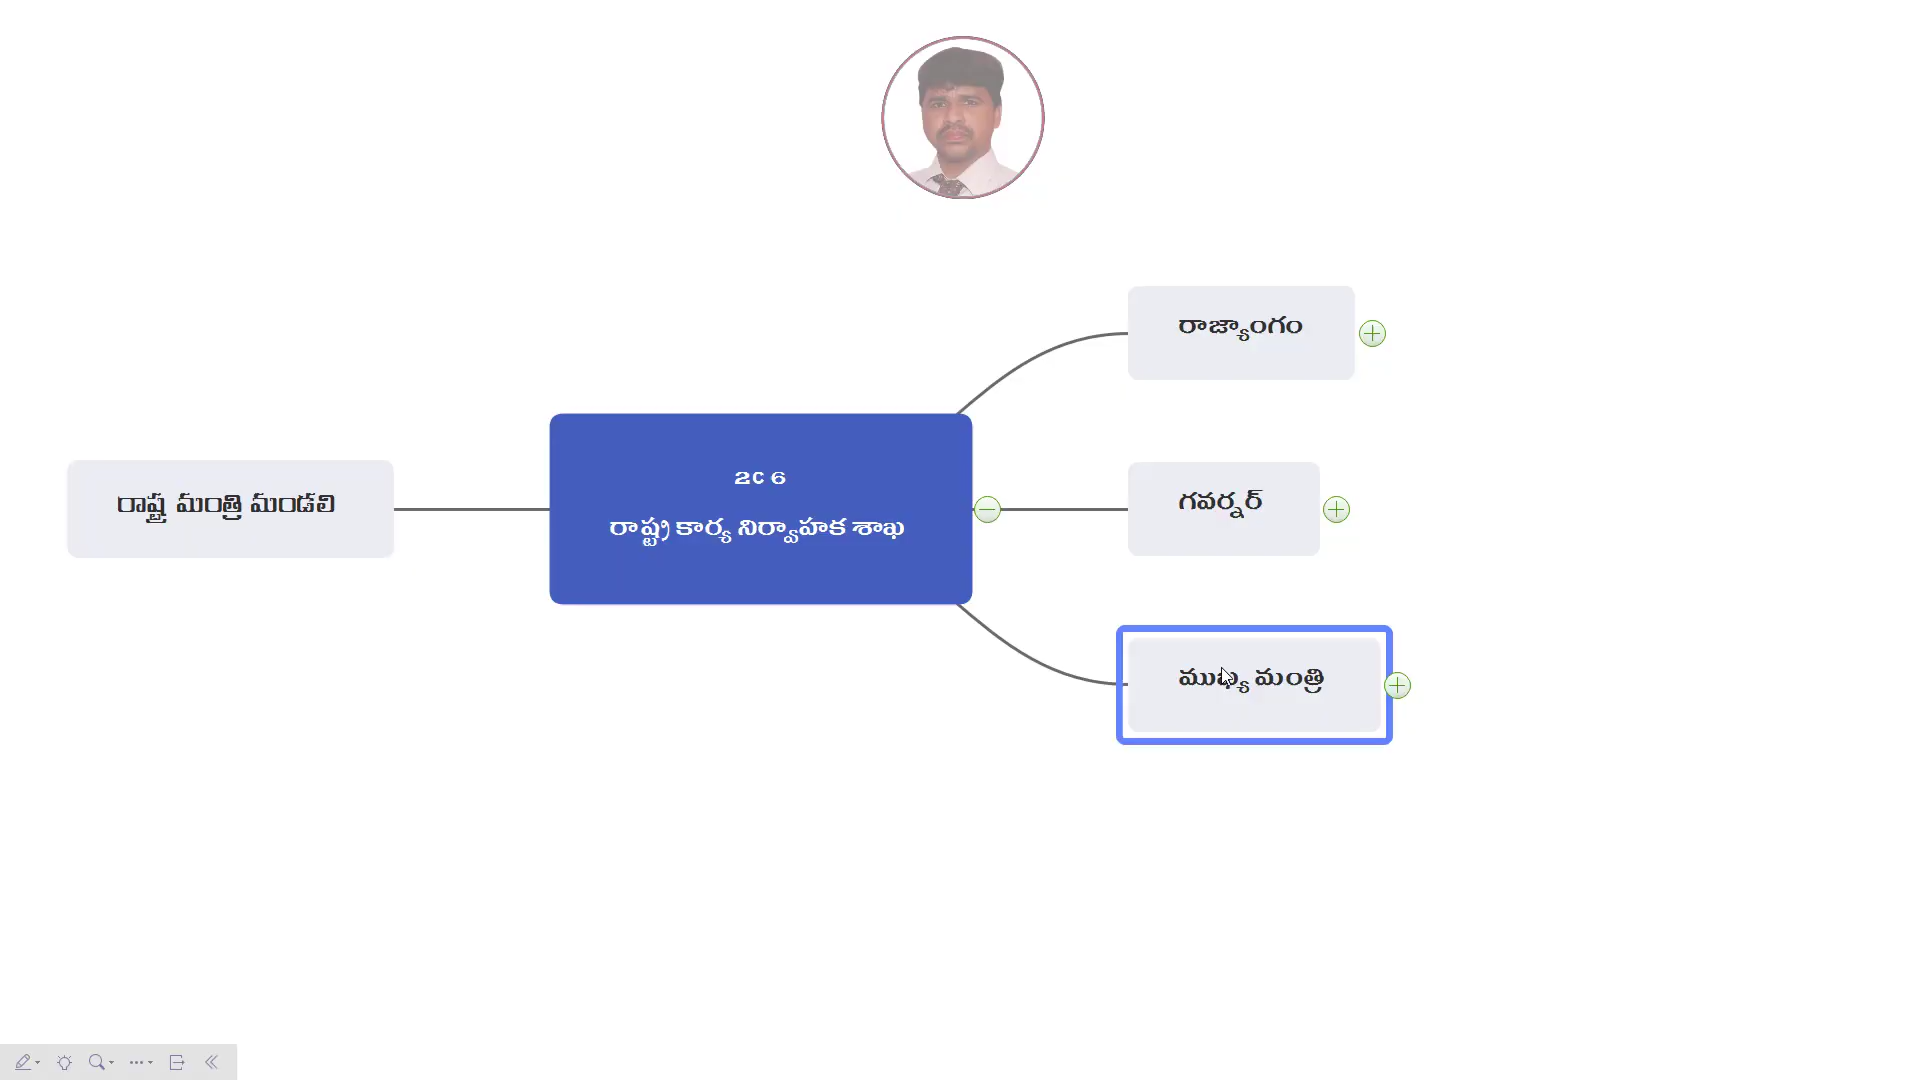 రాజ్యాంగం
2C 6
రాష్ట్ర మంత్రి మండలి
రాష్ట్ర కార్య నిర్వాహక శాఖ
గవర్నర్
ముఖ్య మంత్రి